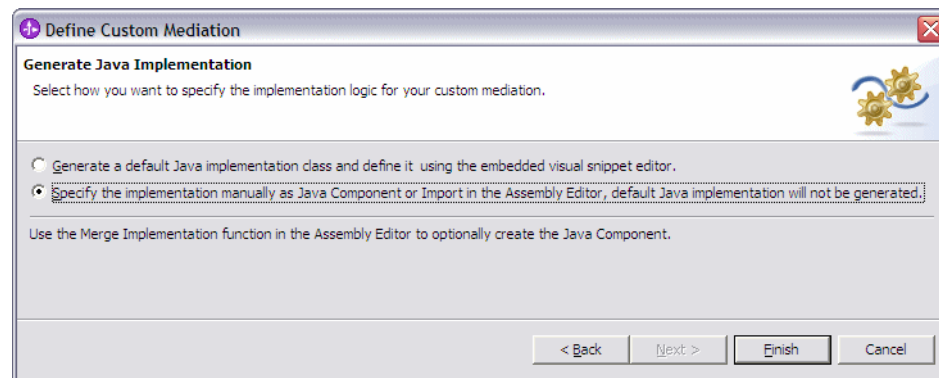 Define Custom Mediation
Generate Java Implementation
Select how you want to specify the implementation logic for your custom mediation.
Generate a default Java implementation class and define it using the embedded visual snippet editor.
Specify the implementation manually as Java Component or Import in the Assembly Editor, default Java implementation will not be generated.
Use the Merge Implementation function in the Assembly Editor to optionally create the Java Component.
< Back Next > Finish Cancel